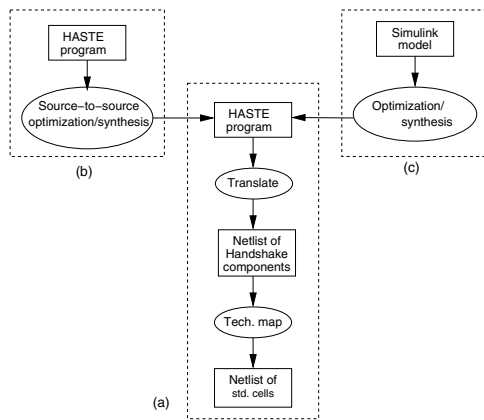 HASTE
program
Source-to-source
optimization/synthesis
(b)
Simulink
model
Optimization/
synthesis
(c)
HASTE
program
Translate
Netlist of
Handshake
components
Tech. map
Netlist of
std. cells
(a)